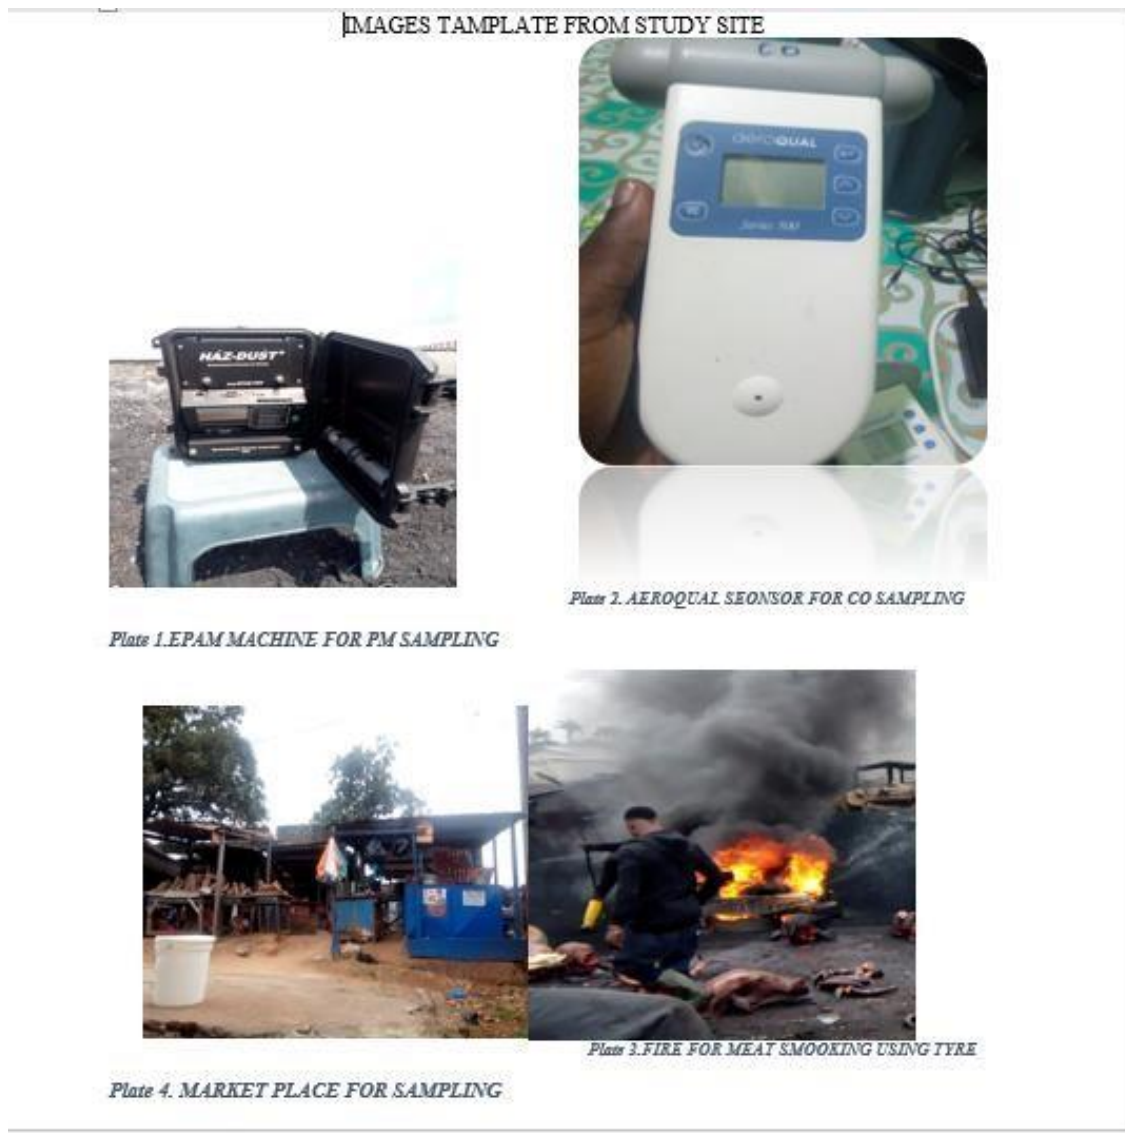 IMAGES TAMPLATE FROM STUDY SITE
aeroQUAL
HAZ-DUST
Plate 2. AEROQUAL SEONSOR FOR CO SAMPLING
Plate 1.EPAM MACHINE FOR PM SAMPLING
Plate 3.FIRE FOR MEAT SMOOKING USING TYRE
Plate 4. MARKET PLACE FOR SAMPLING